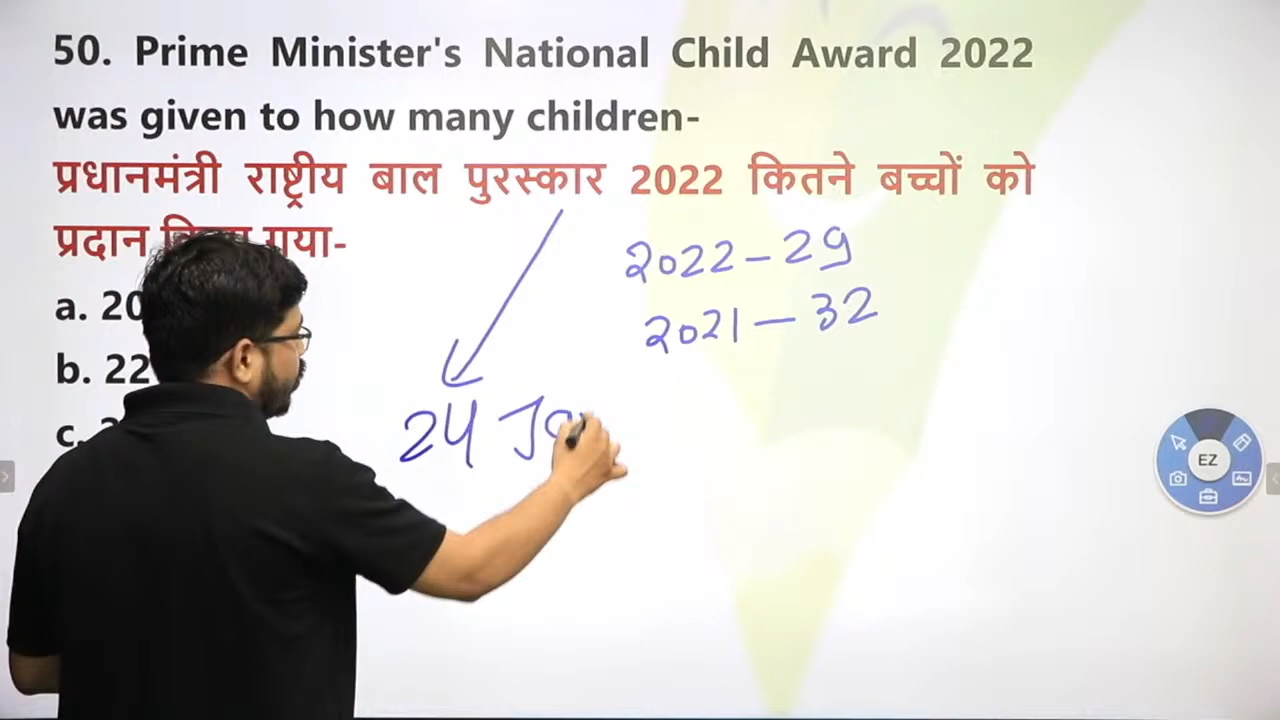 50. Prime Minister's National Child Award 2022
was given to how many children-
प्रधानमंत्री राष्ट्रीय बाल पुरस्कार 2022 कितने बच्चों को
प्रदान गया-
2022 - 29
a. 20
2021 - 32
b. 22
24
c.
EZ